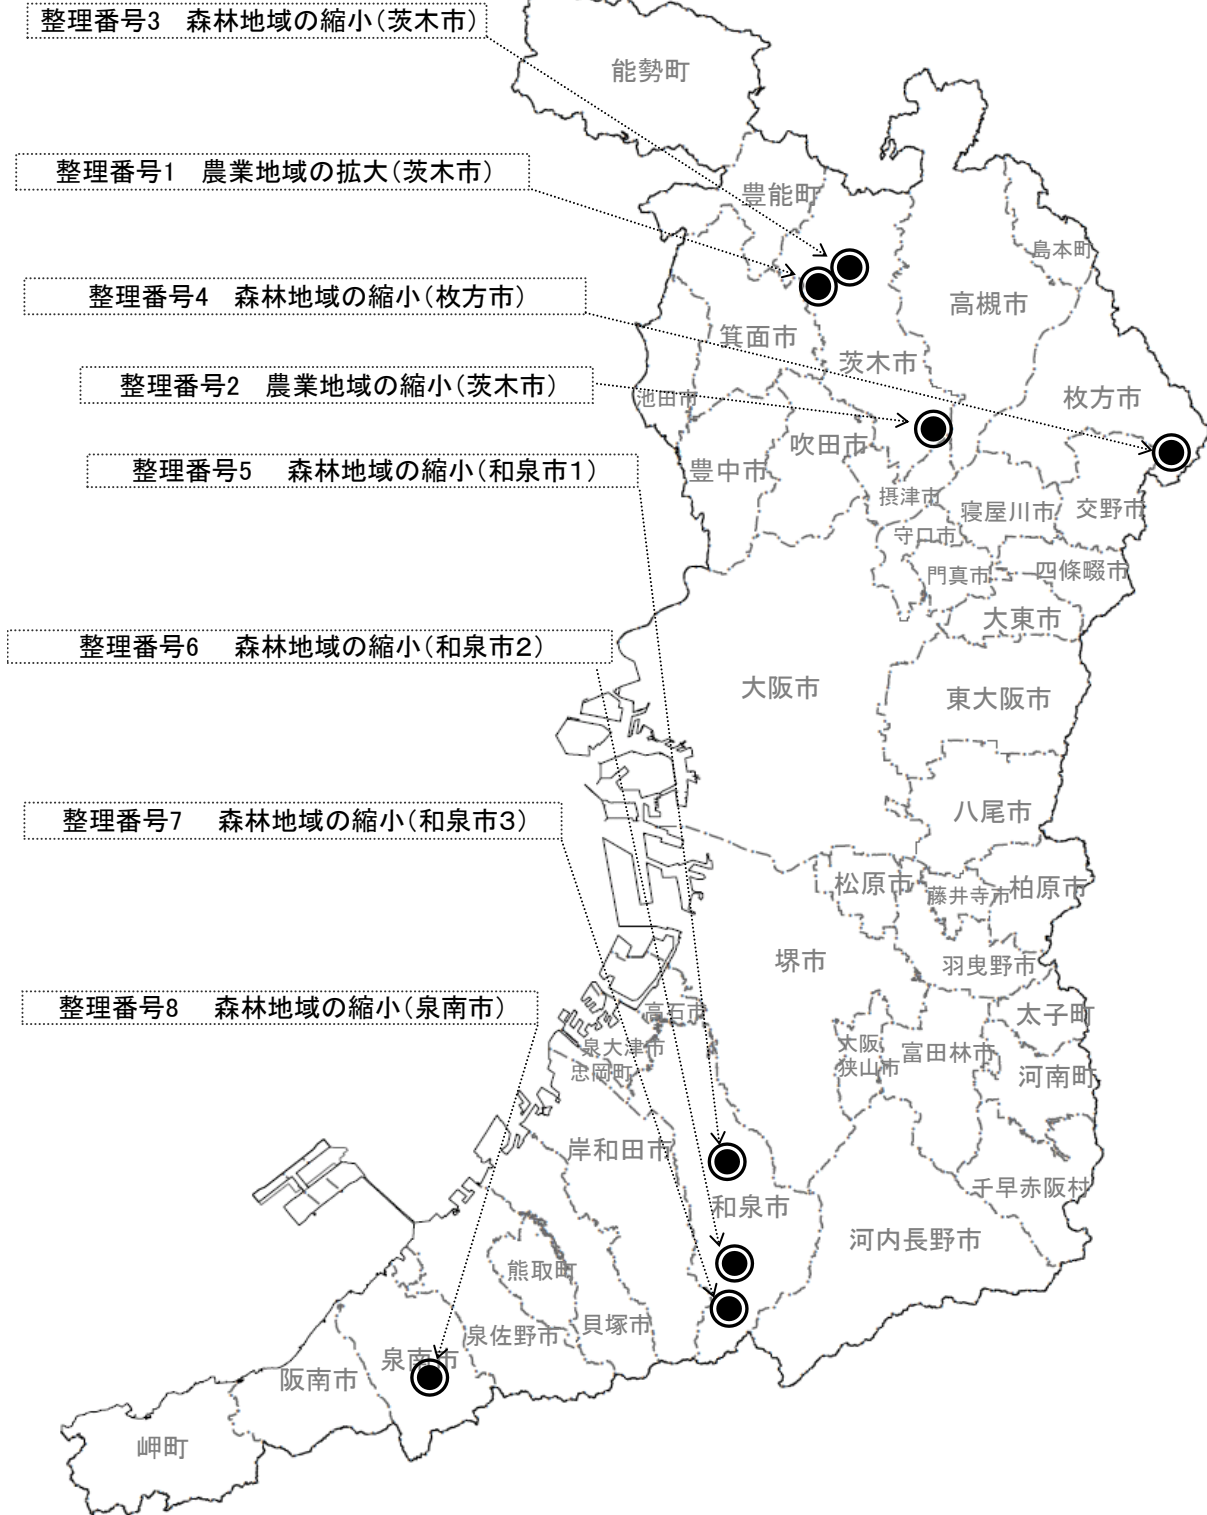 整理番号3　森林地域の縮小（茨木市）
能勢町
整理番号1　農業地域の拡大（茨木市）
豊能町
島本町
整理番号4　森林地域の縮小（枚方市）
高槻市
箕面市
茨木市
整理番号2　農業地域の縮小（茨木市）
池田市
枚方市
吹田市
整理番号5　森林地域の縮小（和泉市1）
豊中市
摂津市
寝屋川市
交野市
守口市
門真市
四條畷市
大東市
整理番号6　森林地域の縮小（和泉市２）
大阪市
東大阪市
整理番号7　森林地域の縮小（和泉市３）
八尾市
松原市
藤井寺市
柏原市
堺市
羽曳野市
整理番号8　森林地域の縮小（泉南市）
高石市
太子町
泉大津市
大阪
狭山市
富田林市
忠岡町
河南町
岸和田市
千早赤阪村
和泉市
河内長野市
熊取町
貝塚市
泉佐野市
泉南市
阪南市
岬町